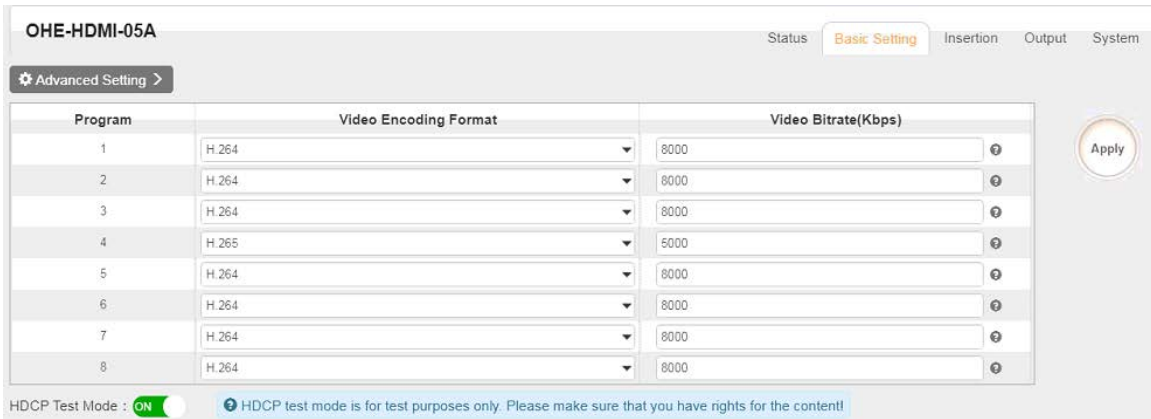 OHE-HDMI-05A
Status Basic Setting Insertion Output System
Advanced Setting
Program Video Encoding Format Video Bitrate(Kbps)
1 H.264 8000
Apply
2 H.264 8000
3 H.264 8000
4 H.265 5000
5 H.264 8000
6 H.264 8000
7 H.264 8000
8 H.264 8000
HDCP Test Mode : ON HDCP test mode is for test purposes only. Please make sure that you have rights for the content!